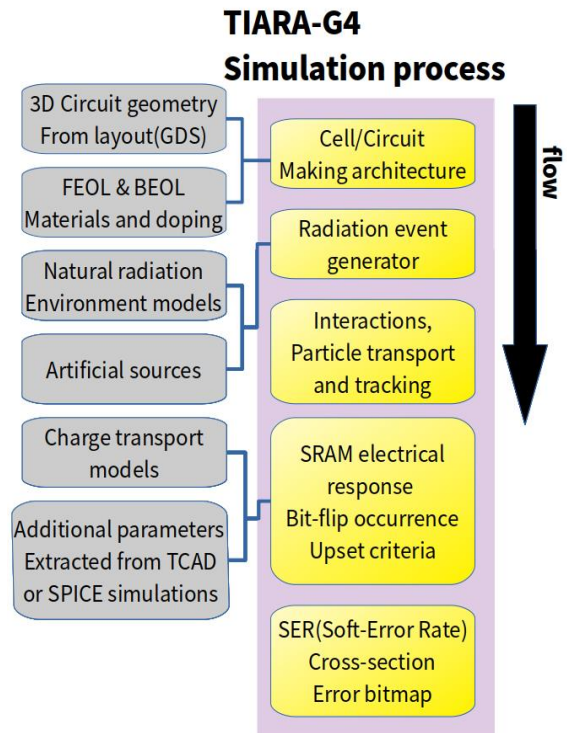 TIARA-G4
Simulation process
3D Circuit geometry
From layout(GDS)
FEOL & BEOL
Materials and doping
Natural radiation
Environment models
Artificial sources
Charge transport
models
Additional parameters
Extracted from TCAD
or SPICE simulations
Cell/Circuit
Making architecture
Radiation event
generator
Interactions,
Particle transport
and tracking
SRAM electrical
response
Bit-flip occurrence
Upset criteria
SER(Soft-Error Rate)
Cross-section
Error bitmap
flow